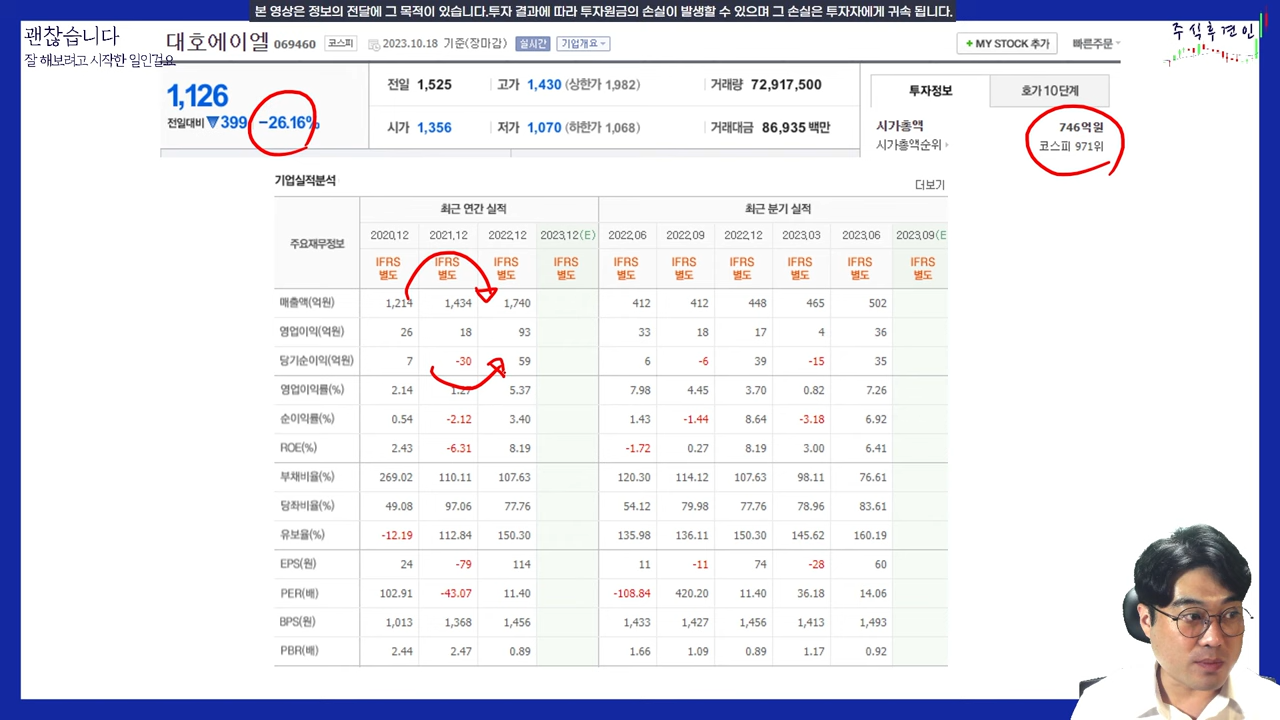 본 영상은 정보의 전달에 그 목적이 있습니다.투자 결과에 따라 투자원금의 손실이 발생할 수 있으며 그 손실은 투자자에게 귀속 됩니다.
괜찮습니다
잘 해보려고 시작한 일인걸요
주식후견인
대호에이엘 069460 코스피 2023.10.18 기준(장마감) 실시간 기업개요
+ MY STOCK 추가 빠른주문
1,126
전일대비 ▼399 -26.16%
전일 1,525 고가 1,430 (상한가 1,982) 거래량 72,917,500
시가 1,356 저가 1,070 (하한가 1,068) 거래대금 86,935 백만
투자정보 호가 10단계
시가총액 746억원
시가총액순위 코스피 971위
기업실적분석 더보기
주요재무정보 최근 연간 실적 최근 분기 실적
2020.12 2021.12 2022.12 2023.12(E) 2022.06 2022.09 2022.12 2023.03 2023.06 2023.09(E
IFRS IFRS IFRS IFRS IFRS IFRS IFRS IFRS IFRS IFRS
별도 별도 별도 별도 별도 별도 별도 별도 별도 별도
매출액(억원) 1,214 1,434 1,740 412 412 448 465 502
영업이익(억원) 26 18 93 33 18 17 4 36
당기순이익(억원) 7 -30 59 6 -6 39 -15 35
영업이익률(%) 2.14 1.27 5.37 7.98 4.45 3.70 0.82 7.26
순이익률(%) 0.54 -2.12 3.40 1.43 -1.44 8.64 -3.18 6.92
ROE(%) 2.43 -6.31 8.19 -1.72 0.27 8.19 3.00 6.41
부채비율(%) 269.02 110.11 107.63 120.30 114.12 107.63 98.11 76.61
당좌비율(%) 49.08 97.06 77.76 54.12 79.98 77.76 78.96 83.61
유보율(%) -12.19 112.84 150.30 135.98 136.11 150.30 145.62 160.19
EPS(원) 24 -79 114 11 -11 74 -28 60
PER(배) 102.91 -43.07 11.40 -108.84 420.20 11.40 36.18 14.06
BPS(원) 1,013 1,368 1,456 1,433 1,427 1,456 1,413 1,493
PBR(배) 2.44 2.47 0.89 1.66 1.09 0.89 1.17 0.92